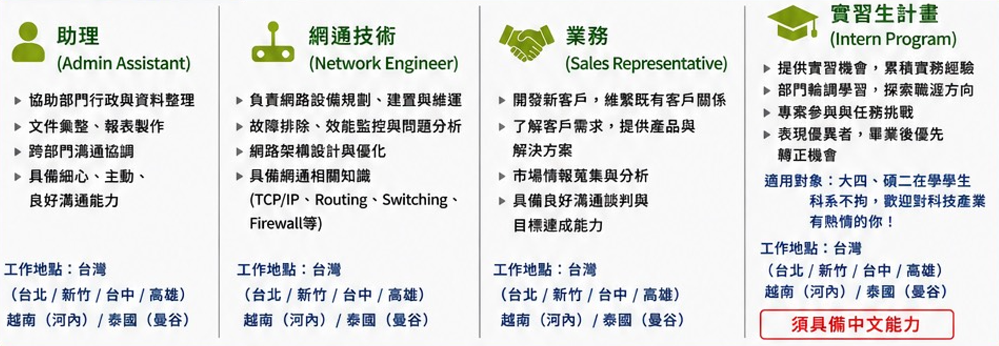 助理
(Admin Assistant)
協助部門行政與資料整理
文件彙整、報表製作
跨部門溝通協調
具備細心、主動、
良好溝通能力
工作地點：台灣
（台北 / 新竹 / 台中 / 高雄）
越南（河內）/ 泰國（曼谷）
網通技術
(Network Engineer)
負責網路設備規劃、建置與維運
故障排除、效能監控與問題分析
網路架構設計與優化
具備網通相關知識
(TCP/IP、Routing、Switching、
Firewall等)
工作地點：台灣
（台北 / 新竹 / 台中 / 高雄）
越南（河內）/ 泰國（曼谷）
業務
(Sales Representative)
開發新客戶，維繫既有客戶關係
了解客戶需求，提供產品與
解決方案
市場情報蒐集與分析
具備良好溝通談判與
目標達成能力
工作地點：台灣
（台北 / 新竹 / 台中 / 高雄）
越南（河內）/ 泰國（曼谷）
實習生計畫
(Intern Program)
提供實習機會，累積實務經驗
部門輪調學習，探索職涯方向
專案參與與任務挑戰
表現優異者，畢業後優先
轉正機會
適用對象：大四、碩二在學學生
科系不拘，歡迎對科技產業
有熱情的你！
工作地點：台灣
（台北 / 新竹 / 台中 / 高雄）
越南（河內）/ 泰國（曼谷）
須具備中文能力